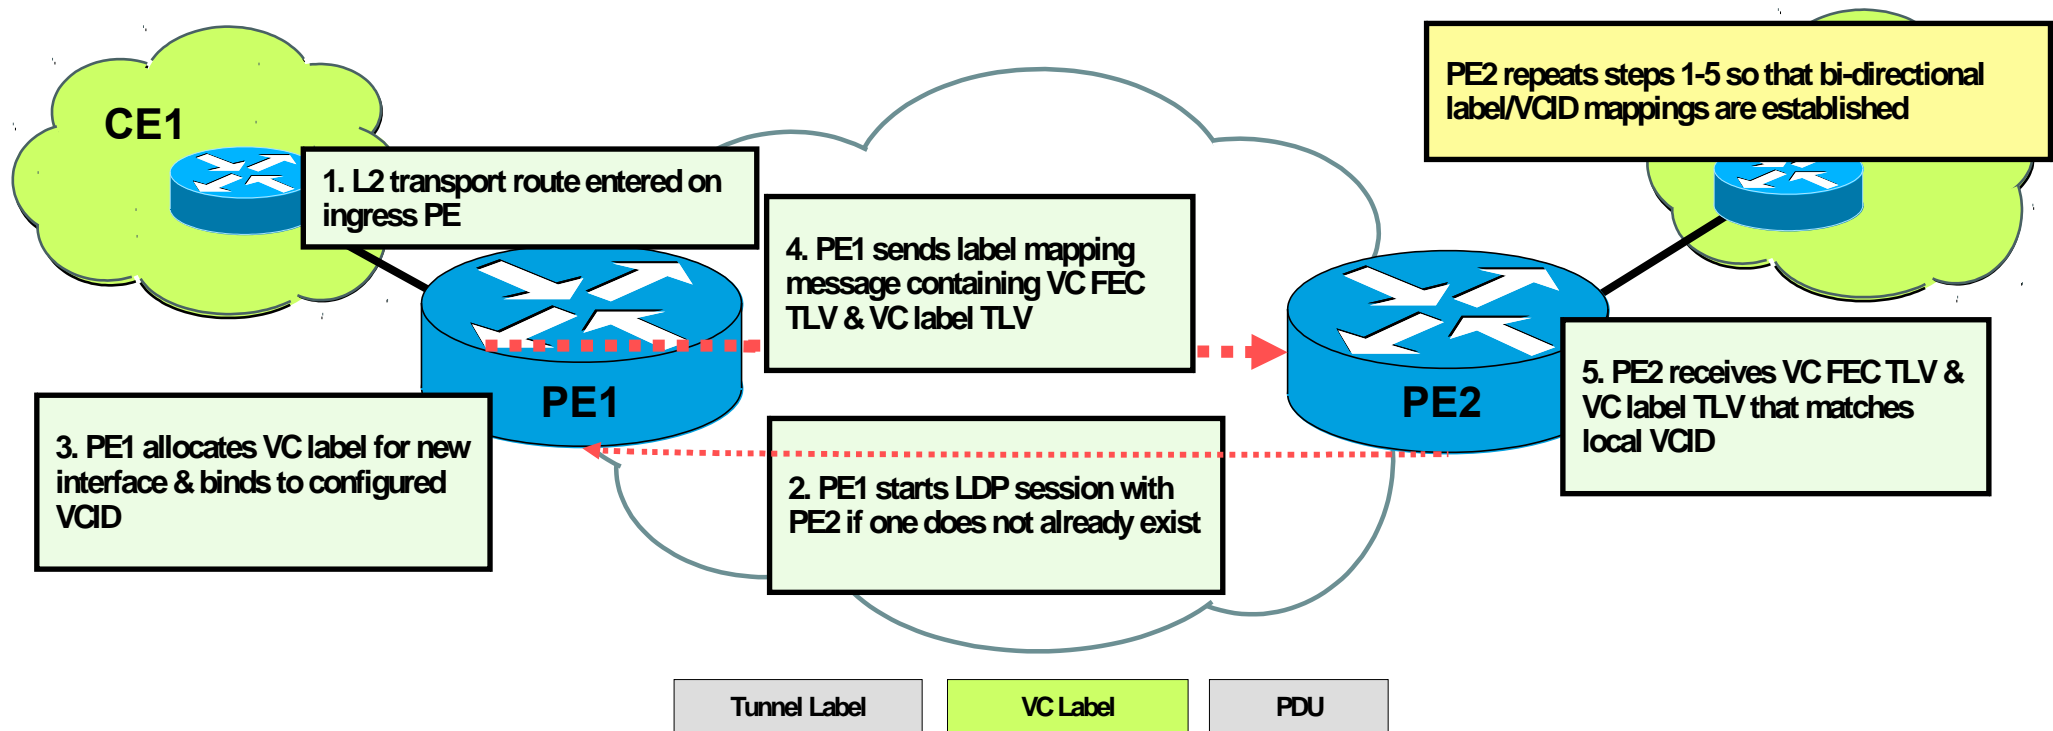 CE1
PE2 repeats steps 1-5 so that bi-directional
label/VCID mappings are established
1. L2 transport route entered on
ingress PE
4. PE1 sends label mapping
message containing VC FEC
TLV & VC label TLV
PE1
PE2
5. PE2 receives VC FEC TLV &
VC label TLV that matches
local VCID
3. PE1 allocates VC label for new
interface & binds to configured
VCID
2. PE1 starts LDP session with
PE2 if one does not already exist
Tunnel Label
VC Label
PDU